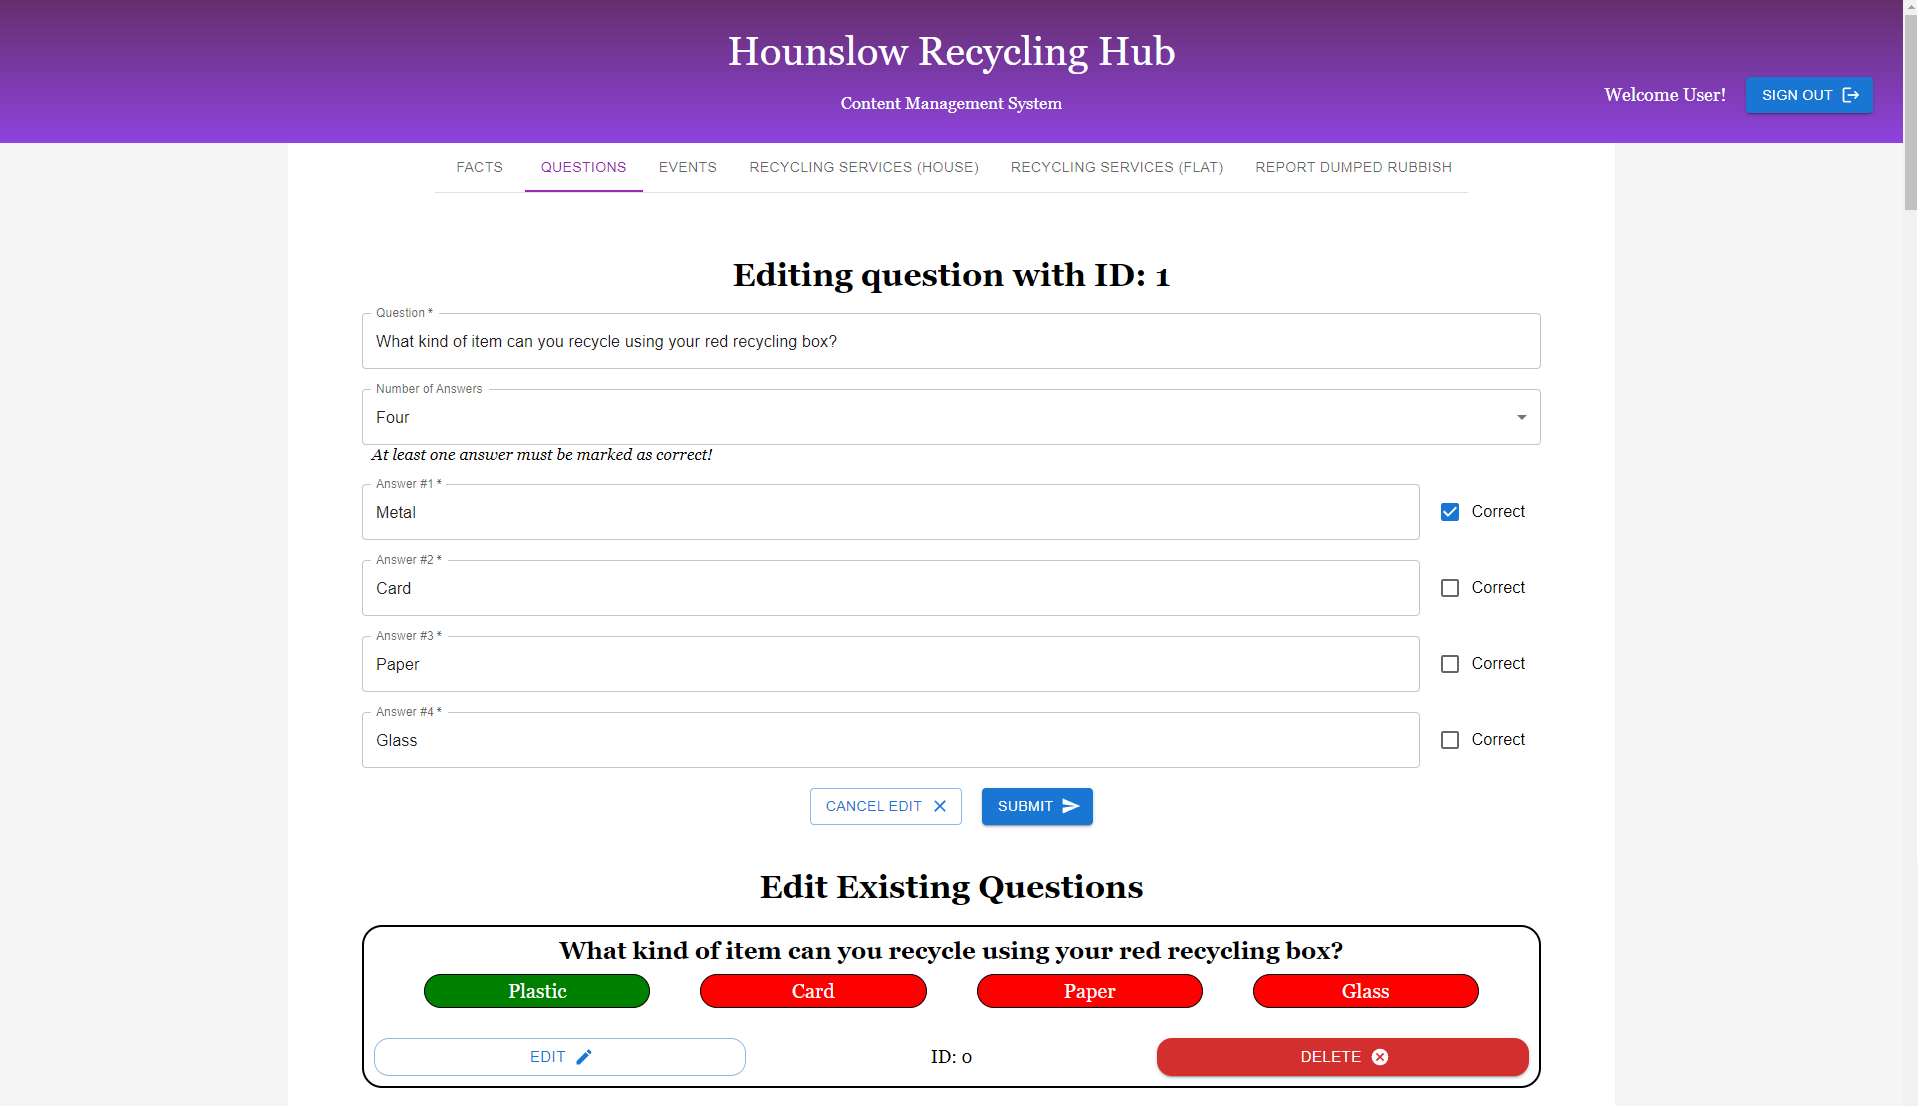 Hounslow Recycling Hub
Content Management System
Welcome User!
SIGN OUT
FACTS QUESTIONS EVENTS RECYCLING SERVICES (HOUSE) RECYCLING SERVICES (FLAT) REPORT DUMPED RUBBISH
Editing question with ID: 1
Question *
What kind of item can you recycle using your red recycling box?
Number of Answers
Four
At least one answer must be marked as correct!
Answer #1 *
Metal
Correct
Answer #2 *
Card
Correct
Answer #3 *
Paper
Correct
Answer #4 *
Glass
Correct
CANCEL EDIT SUBMIT
Edit Existing Questions
What kind of item can you recycle using your red recycling box?
Plastic Card Paper Glass
EDIT ID: 0 DELETE